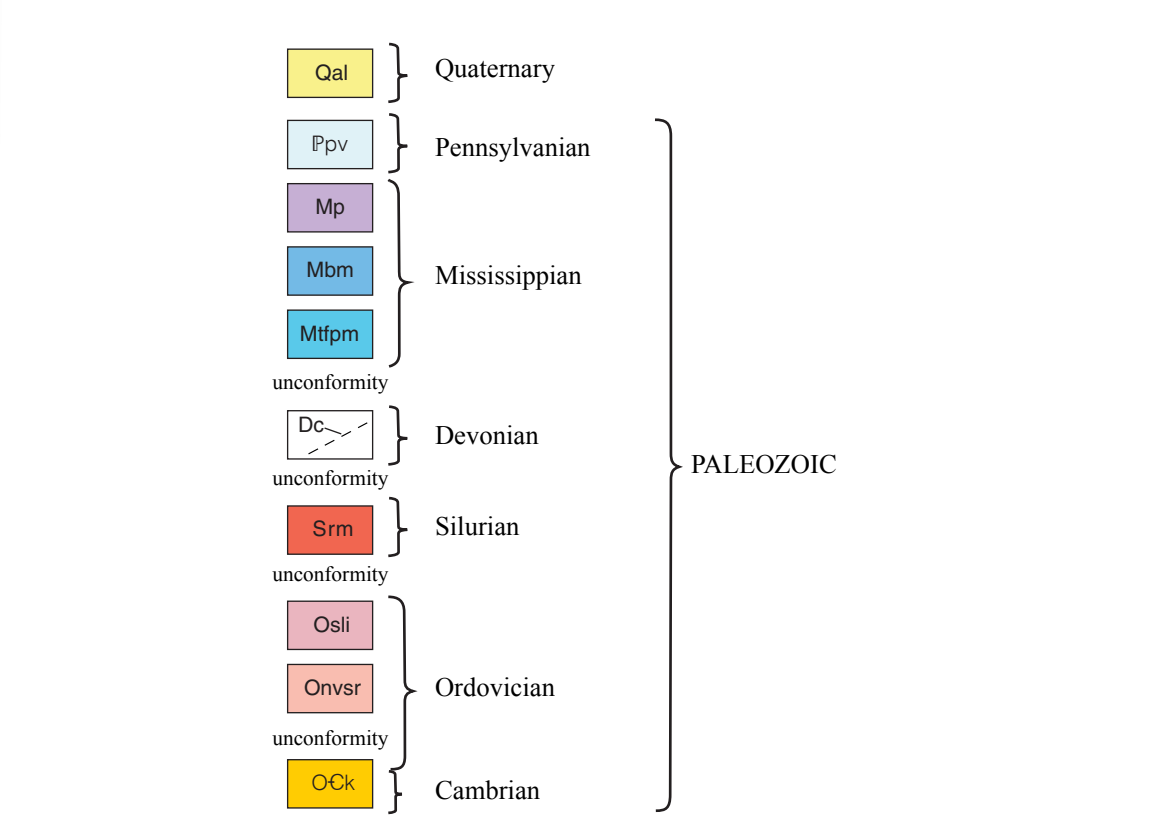 Qal
Quaternary
ℙpv
Pennsylvanian
Mp
Mbm
Mississippian
Mtfpm
unconformity
Dc
Devonian
unconformity
PALEOZOIC
Srm
Silurian
unconformity
Osli
Onvsr
Ordovician
unconformity
OꞒk
Cambrian